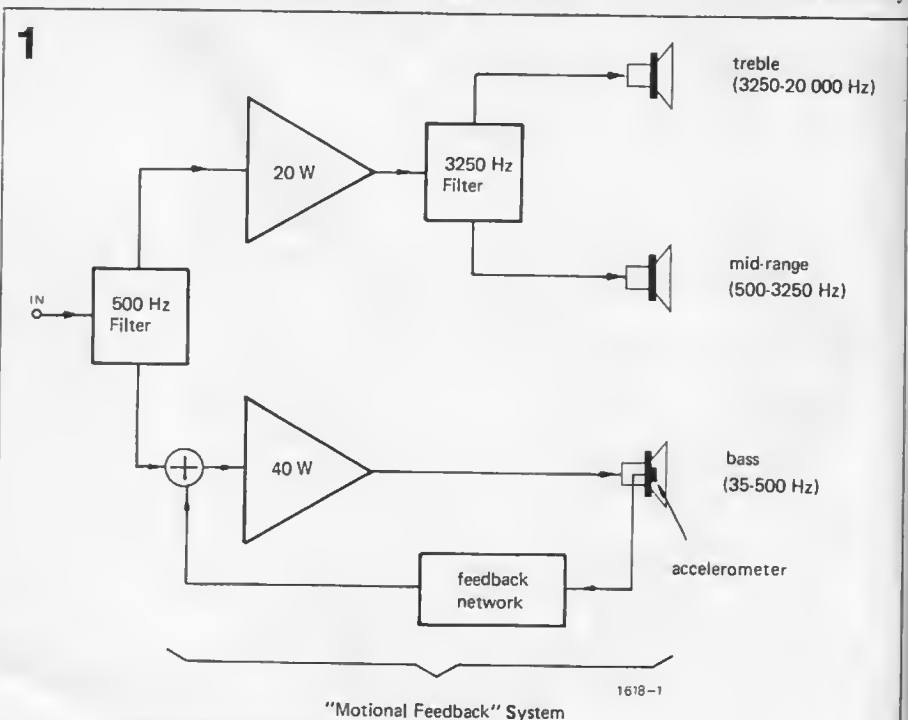 1
treble
(3250-20 000 Hz)
20 W
3250 Hz
Filter
mid-range
(500-3250 Hz)
IN
500 Hz
Filter
40 W
bass
(35-500 Hz)
accelerometer
feedback
network
1618-1
"Motional Feedback" System